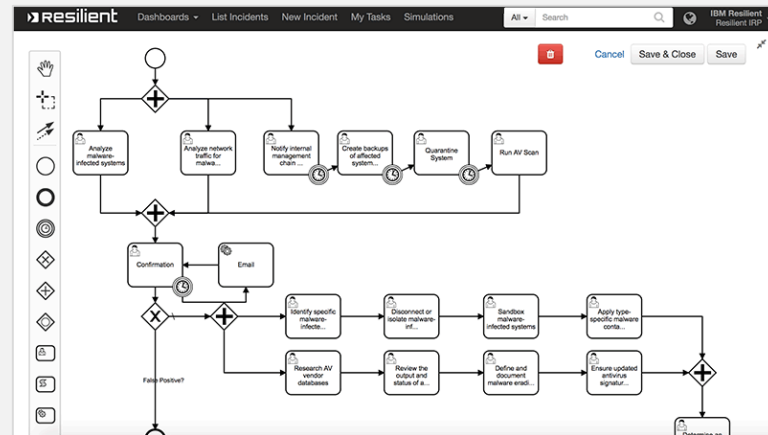 Resilient
Dashboards
List Incidents
New Incident
My Tasks
Simulations
All
Search
IBM Resilient
Resilient IRP
Cancel
Save & Close
Save
Analyze
malware-
infected systems
Analyze network
traffic for
malwa...
Notify internal
management
chain ...
Create backups
of affected
system...
Quarantine
System
Run AV Scan
Confirmation
Email
X
Identify specific
malware-
infecte...
Disconnect or
isolate malware-
inf...
Sandbox
malware-
infected systems
Apply type-
specific malware
conta...
Research AV
vendor
databases
Review the
output and
status of a...
Define and
document
malware eradi...
Ensure updated
antivirus
signatur...
False Positive?